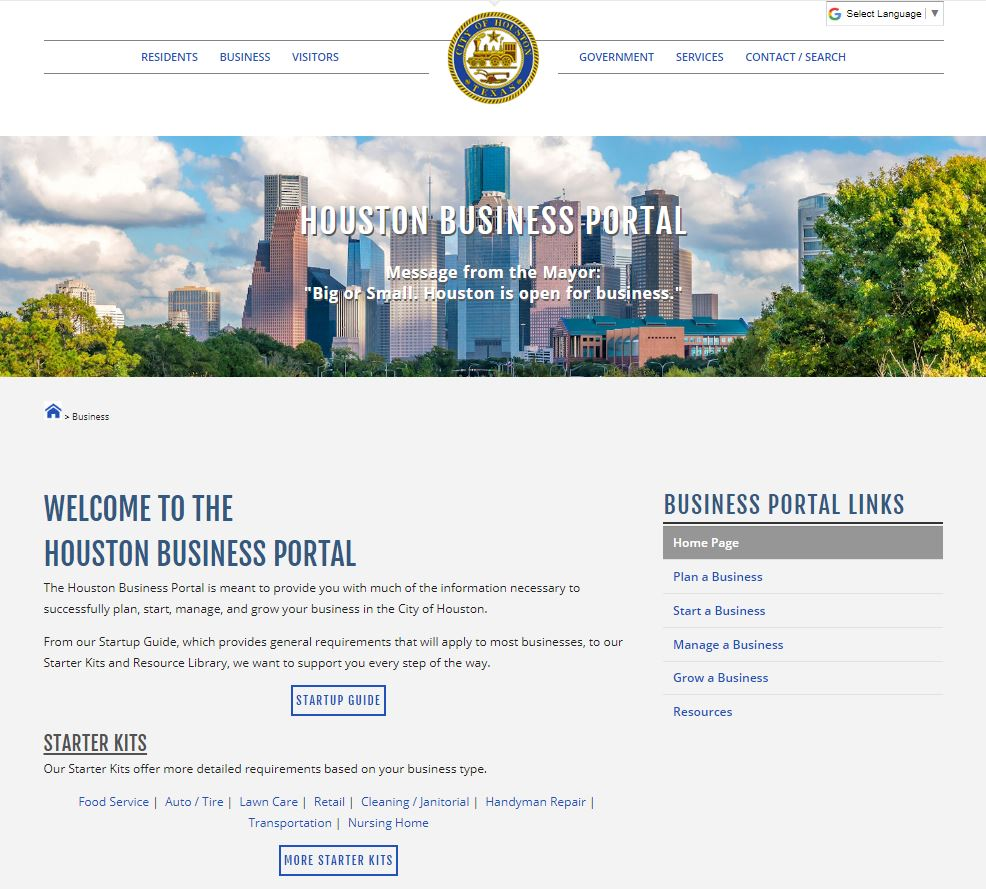 Select Language ▼
RESIDENTS BUSINESS VISITORS
CITY OF HOUSTON
TEXAS
GOVERNMENT SERVICES CONTACT / SEARCH
HOUSTON BUSINESS PORTAL
Message from the Mayor:
"Big or Small. Houston is open for business."
> Business
WELCOME TO THE
HOUSTON BUSINESS PORTAL
The Houston Business Portal is meant to provide you with much of the information necessary to
successfully plan, start, manage, and grow your business in the City of Houston.
From our Startup Guide, which provides general requirements that will apply to most businesses, to our
Starter Kits and Resource Library, we want to support you every step of the way.
STARTUP GUIDE
STARTER KITS
Our Starter Kits offer more detailed requirements based on your business type.
Food Service | Auto / Tire | Lawn Care | Retail | Cleaning / Janitorial | Handyman Repair |
Transportation | Nursing Home
MORE STARTER KITS
BUSINESS PORTAL LINKS
Home Page
Plan a Business
Start a Business
Manage a Business
Grow a Business
Resources